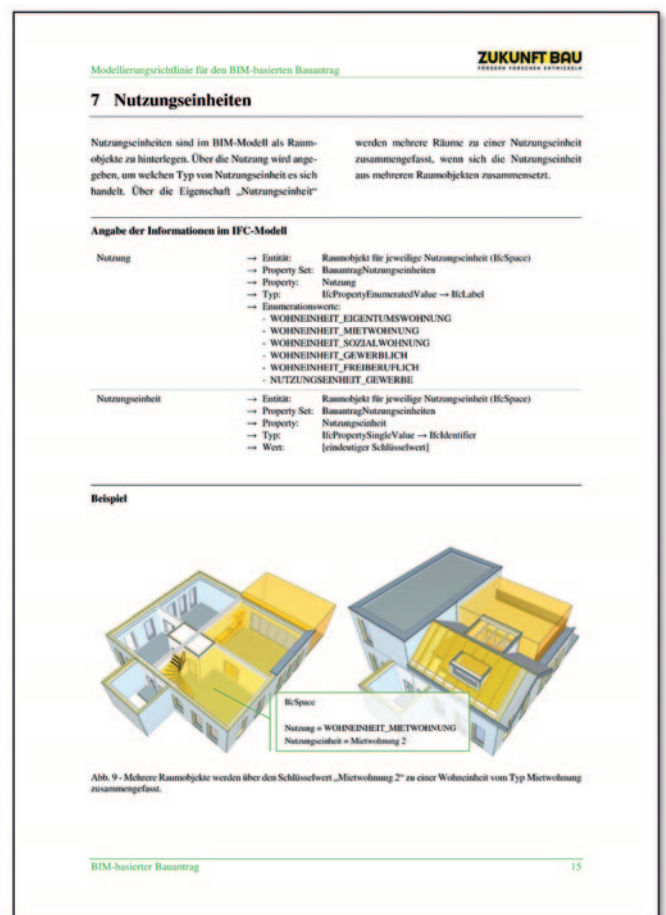 Modellierungsrichtlinie für den BIM-basierten Bauantrag
ZUKUNFT BAU
FÖRDERN FORSCHEN ENTWICKELN
7 Nutzungseinheiten
Nutzungseinheiten sind im BIM-Modell als Raum-
objekte zu hinterlegen. Über die Nutzung wird ange-
geben, um welchen Typ von Nutzungseinheit es sich
handelt. Über die Eigenschaft „Nutzungseinheit“
werden mehrere Räume zu einer Nutzungseinheit
zusammengefasst, wenn sich die Nutzungseinheit
aus mehreren Raumobjekten zusammensetzt.
Angabe der Informationen im IFC-Modell
Nutzung → Entität: Raumobjekt für jeweilige Nutzungseinheit (IfcSpace)
→ Property Set: BauantragNutzungseinheiten
→ Property: Nutzung
→ Typ: IfcPropertyEnumeratedValue → IfcLabel
→ Enumerationswerte:
- WOHNEINHEIT_EIGENTUMSWOHNUNG
- WOHNEINHEIT_MIETWOHNUNG
- WOHNEINHEIT_SOZIALWOHNUNG
- WOHNEINHEIT_GEWERBLICH
- WOHNEINHEIT_FREIBERUFLICH
- NUTZUNGSEINHEIT_GEWERBE
Nutzungseinheit → Entität: Raumobjekt für jeweilige Nutzungseinheit (IfcSpace)
→ Property Set: BauantragNutzungseinheiten
→ Property: Nutzungseinheit
→ Typ: IfcPropertySingleValue → IfcIdentifier
→ Wert: [eindeutiger Schlüsselwert]
Beispiel
IfcSpace
Nutzung = WOHNEINHEIT_MIETWOHNUNG
Nutzungseinheit = Mietwohnung 2
Abb. 9 - Mehrere Raumobjekte werden über den Schlüsselwert „Mietwohnung 2“ zu einer Wohneinheit vom Typ Mietwohnung
zusammengefasst.
BIM-basierter Bauantrag 15